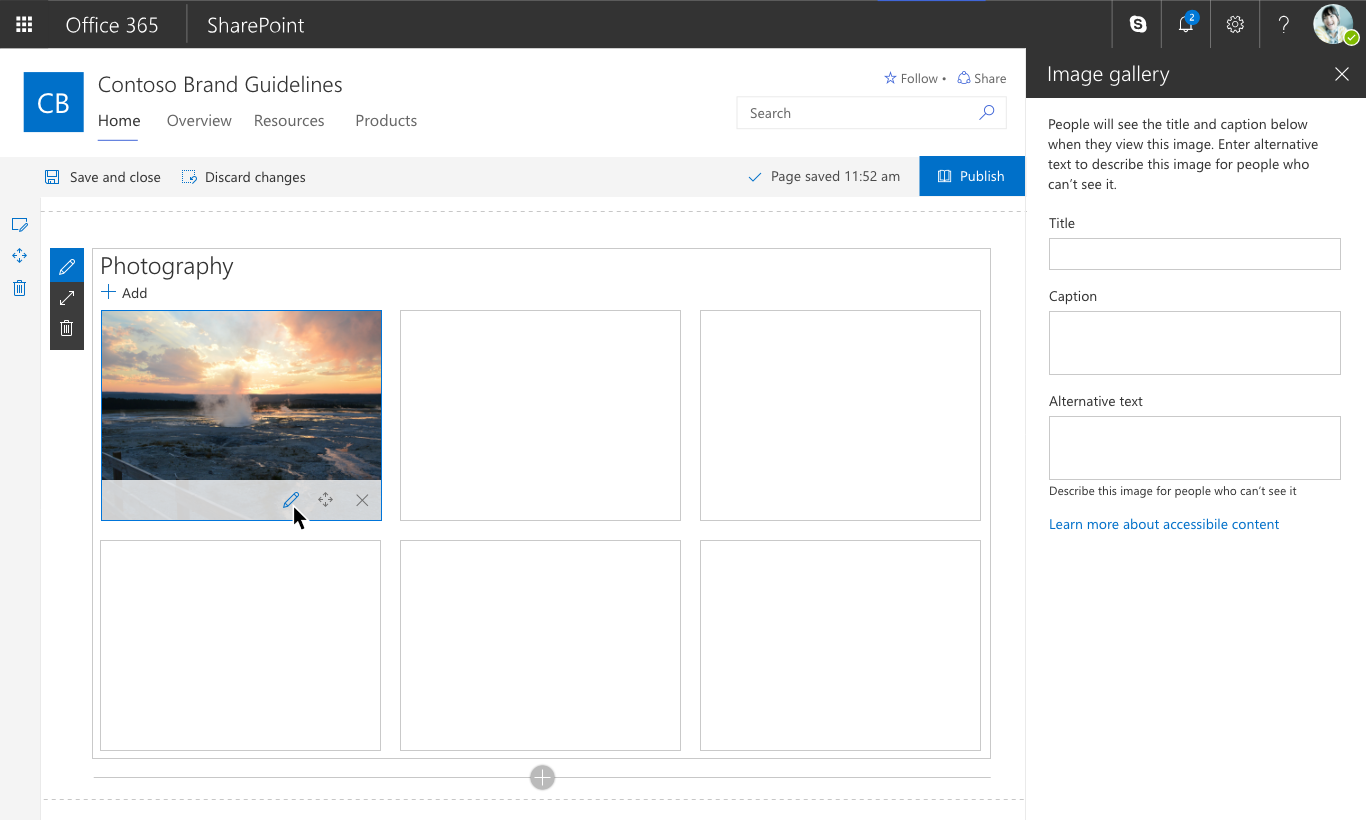 Office 365
SharePoint
2
?
CB
Contoso Brand Guidelines
Follow •
Share
Home
Overview
Resources
Products
Search
Save and close
Discard changes
Page saved 11:52 am
Publish
Photography
Add
Image gallery
People will see the title and caption below
when they view this image. Enter alternative
text to describe this image for people who
can't see it.
Title
Caption
Alternative text
Describe this image for people who can't see it
Learn more about accessibile content